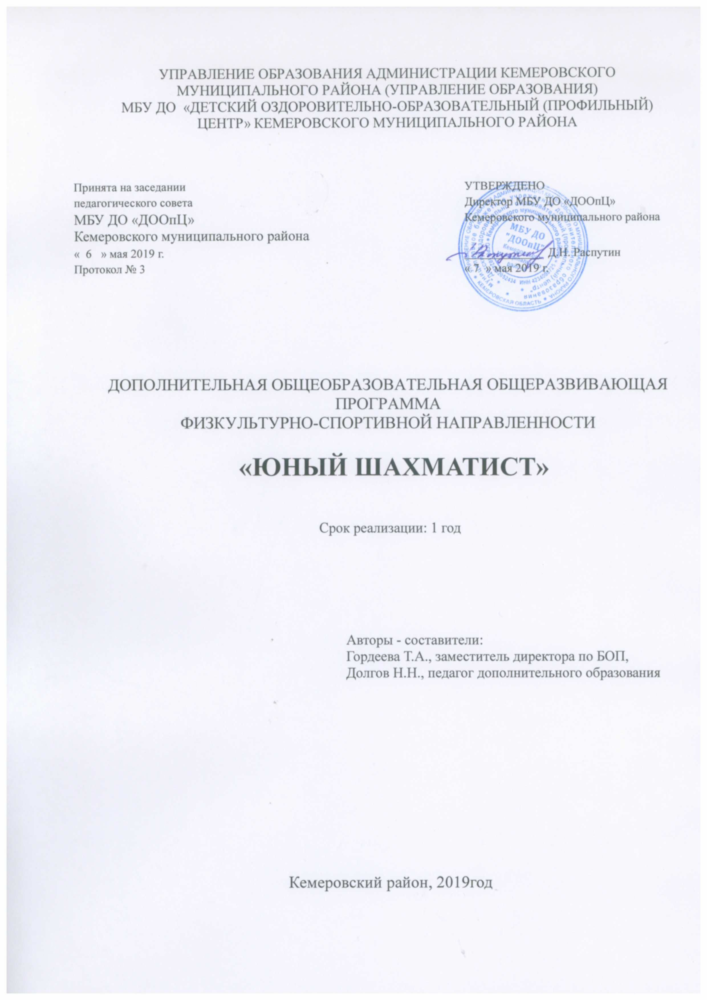 УПРАВЛЕНИЕ ОБРАЗОВАНИЯ АДМИНИСТРАЦИИ КЕМЕРОВСКОГО
МУНИЦИПАЛЬНОГО РАЙОНА (УПРАВЛЕНИЕ ОБРАЗОВАНИЯ)
МБУ ДО «ДЕТСКИЙ ОЗДОРОВИТЕЛЬНО-ОБРАЗОВАТЕЛЬНЫЙ (ПРОФИЛЬНЫЙ)
ЦЕНТР» КЕМЕРОВСКОГО МУНИЦИПАЛЬНОГО РАЙОНА
Принята на заседании
педагогического совета
МБУ ДО «ДООпЦ»
Кемеровского муниципального района
« 6 » мая 2019 г.
Протокол № 3
УТВЕРЖДЕНО
Директор МБУ ДО «ДООпЦ»
Кемеровского муниципального района
Д.Н. Распутин
« 7 » мая 2019 г.
МБУ ДО
"ДООпЦ"
КЕМЕРОВСКАЯ ОБЛАСТЬ
ДОПОЛНИТЕЛЬНАЯ ОБЩЕОБРАЗОВАТЕЛЬНАЯ ОБЩЕРАЗВИВАЮЩАЯ
ПРОГРАММА
ФИЗКУЛЬТУРНО-СПОРТИВНОЙ НАПРАВЛЕННОСТИ
«ЮНЫЙ ШАХМАТИСТ»
Срок реализации: 1 год
Авторы - составители:
Гордеева Т.А., заместитель директора по БОП,
Долгов Н.Н., педагог дополнительного образования
Кемеровский район, 2019год